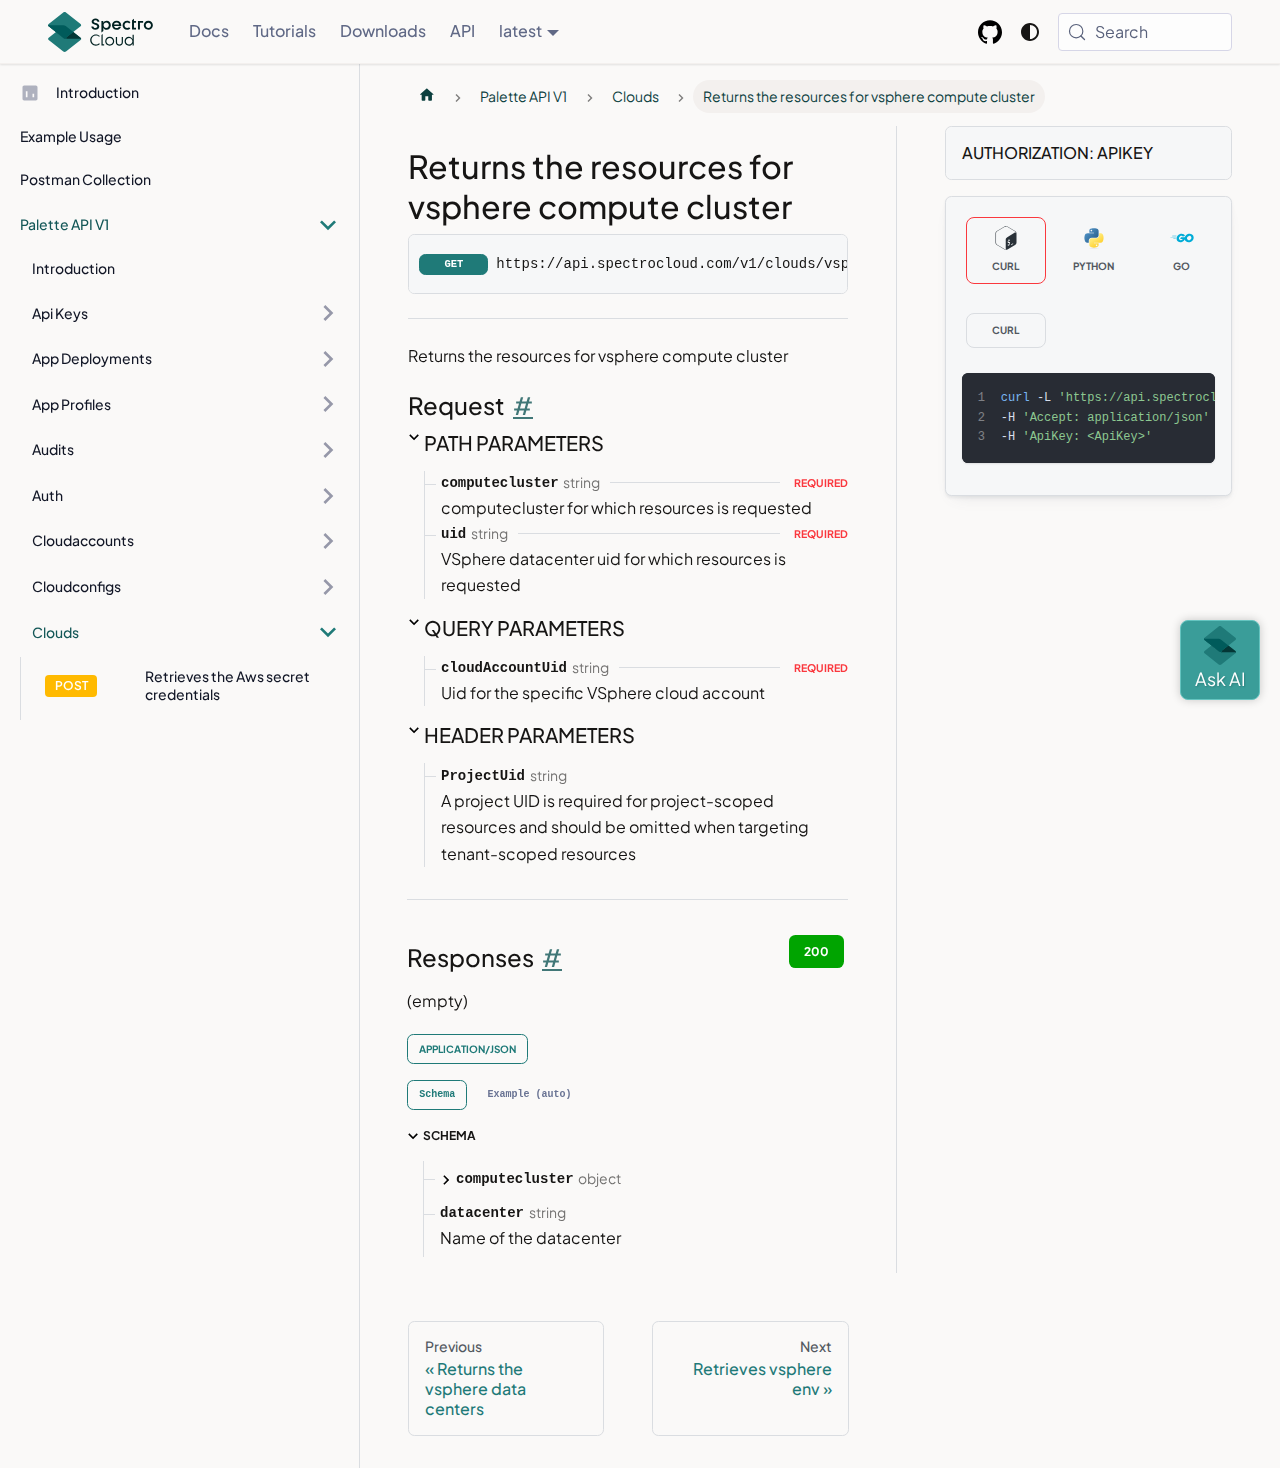 Spectro Cloud
Docs
Tutorials
Downloads
API
latest
Search
Introduction
Example Usage
Postman Collection
Palette API V1
Introduction
Api Keys
App Deployments
App Profiles
Audits
Auth
Cloudaccounts
Cloudconfigs
Clouds
POST
Retrieves the Aws secret
credentials
Palette API V1
Clouds
Returns the resources for vsphere compute cluster
Returns the resources for
vsphere compute cluster
GET https://api.spectrocloud.com/v1/clouds/vsp
Returns the resources for vsphere compute cluster
Request #
PATH PARAMETERS
computecluster string REQUIRED
computecluster for which resources is requested
uid string REQUIRED
VSphere datacenter uid for which resources is
requested
QUERY PARAMETERS
cloudAccountUid string REQUIRED
Uid for the specific VSphere cloud account
HEADER PARAMETERS
ProjectUid string
A project UID is required for project-scoped
resources and should be omitted when targeting
tenant-scoped resources
Responses #
200
(empty)
APPLICATION/JSON
Schema
Example (auto)
SCHEMA
computecluster object
datacenter string
Name of the datacenter
Previous
« Returns the
vsphere data
centers
Next
Retrieves vsphere
env »
AUTHORIZATION: APIKEY
CURL
PYTHON
GO
CURL
1 curl -L 'https://api.spectrocl
2 -H 'Accept: application/json'
3 -H 'ApiKey: <ApiKey>'
Ask AI